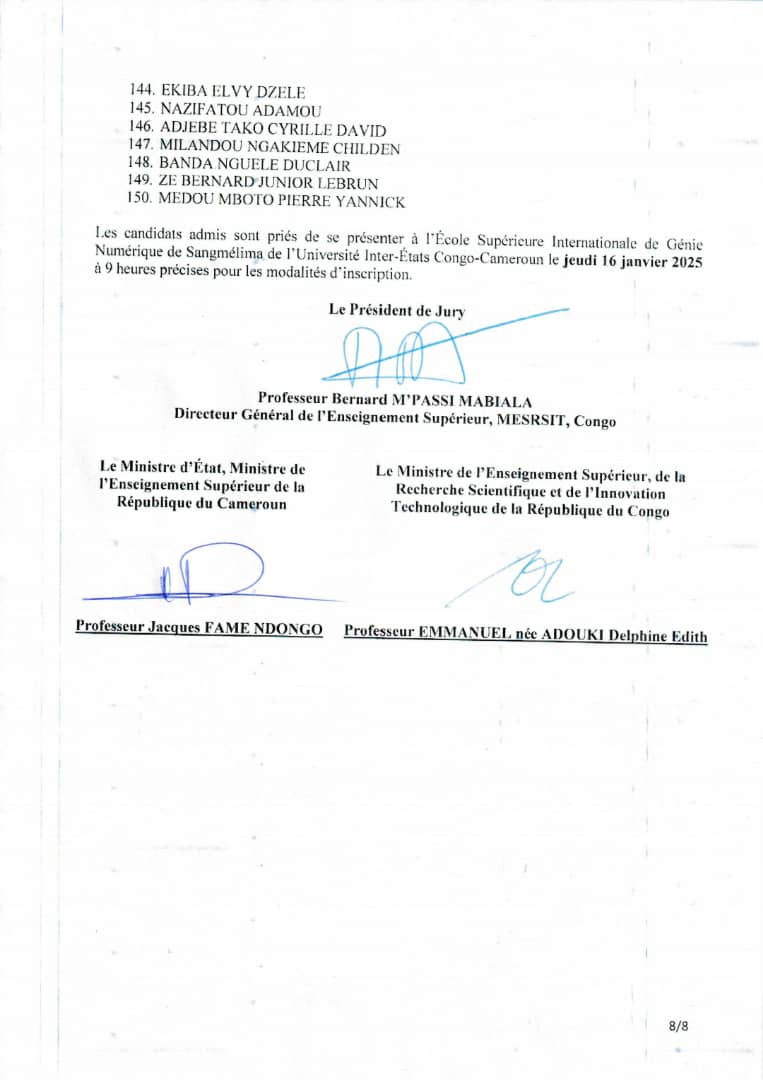 144. EKIBA ELVY DZELE
145. NAZIFATOU ADAMOU
146. ADJEBE TAKO CYRILLE DAVID
147. MILANDOU NGAKIEME CHILDEN
148. BANDA NGUELE DUCLAIR
149. ZE BERNARD JUNIOR LEBRUN
150. MEDOU MBOTO PIERRE YANNICK
Les candidats admis sont priés de se présenter à l'École Supérieure Internationale de Génie
Numérique de Sangmélima de l'Université Inter-États Congo-Cameroun le jeudi 16 janvier 2025
à 9 heures précises pour les modalités d'inscription.
Le Président de Jury
Professeur Bernard M'PASSI MABIALA
Directeur Général de l'Enseignement Supérieur, MESRSIT, Congo
Le Ministre d'État, Ministre de
l'Enseignement Supérieur de la
République du Cameroun
Le Ministre de l'Enseignement Supérieur, de la
Recherche Scientifique et de l'Innovation
Technologique de la République du Congo
Professeur Jacques FAME NDONGO
Professeur EMMANUEL née ADOUKI Delphine Edith
8/8